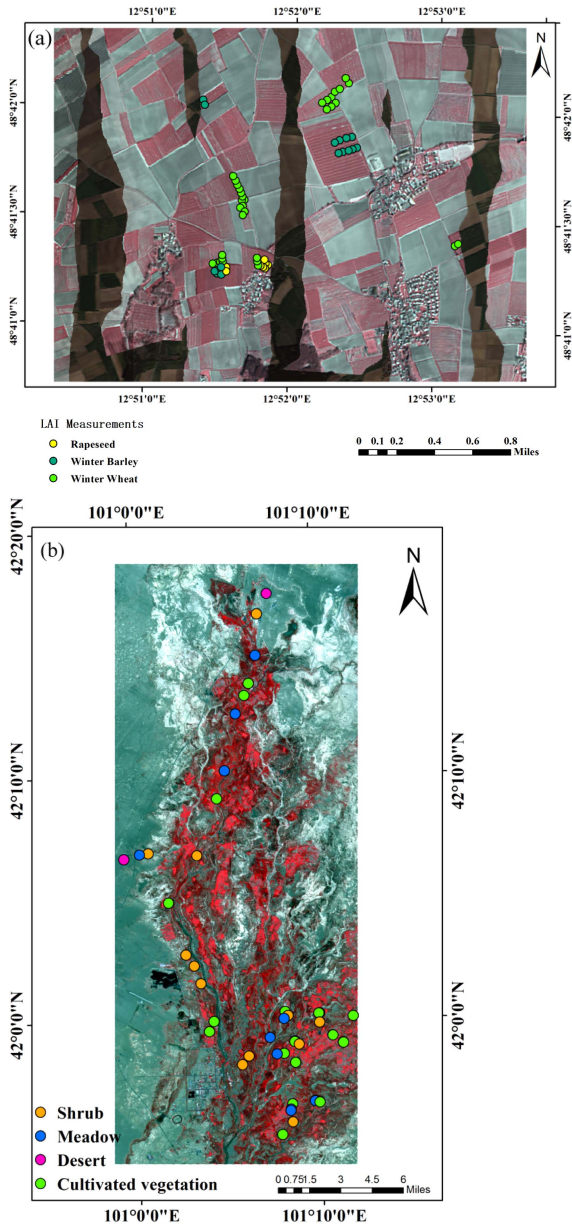 (a)
12°51'0"E 12°52'0"E 12°53'0"E
N
48°42'0"N 48°42'0"N
48°41'30"N 48°41'30"N
48°41'0"N 48°41'0"N
12°51'0"E 12°52'0"E 12°53'0"E
LAI Measurements
Rapeseed
Winter Barley
Winter Wheat
0 0.1 0.2 0.4 0.6 0.8
Miles
101°0'0"E 101°10'0"E
(b)
N
42°20'0"N
42°10'0"N 42°10'0"N
42°0'0"N 42°0'0"N
Shrub
Meadow
Desert
Cultivated vegetation
0 0.75 1.5 3 4.5 6
Miles
101°0'0"E 101°10'0"E